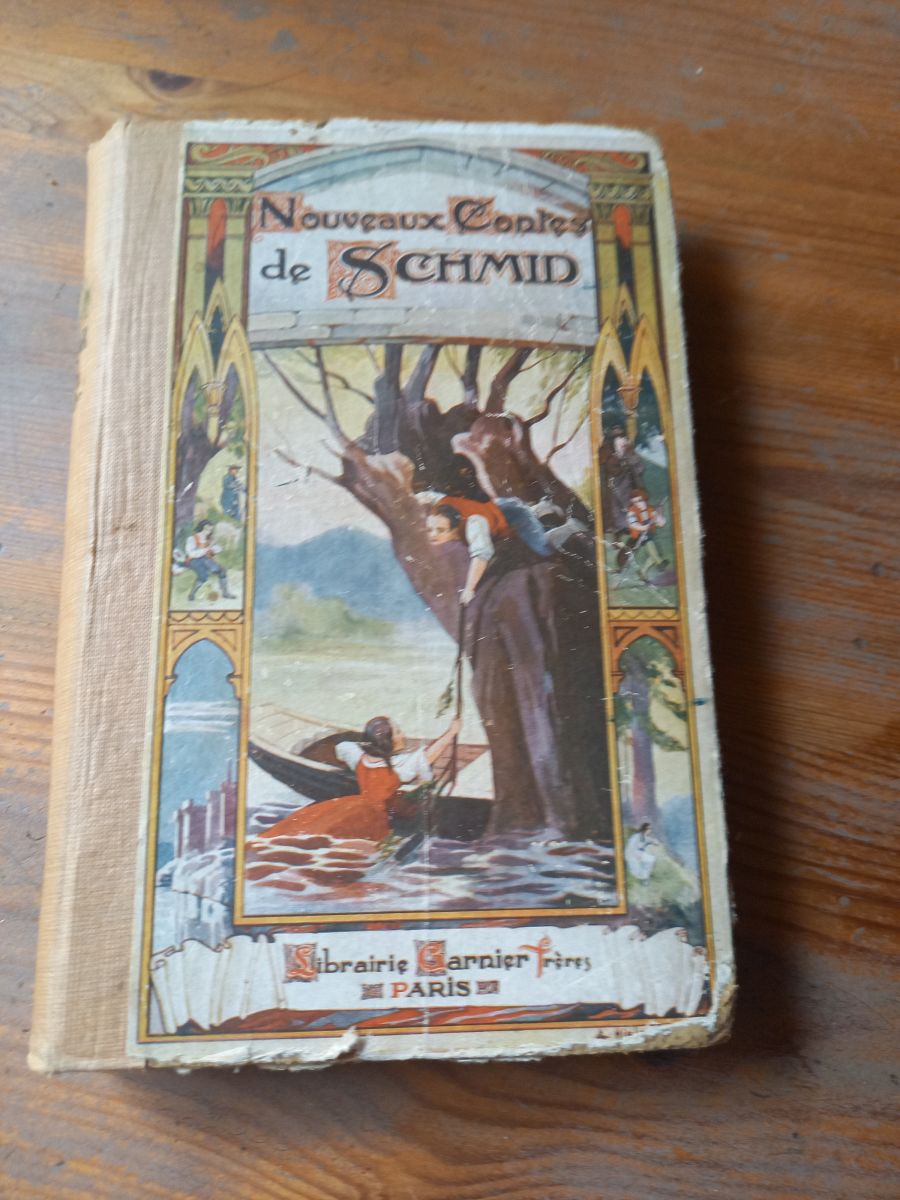 Nouveaux Contes
de SCHMID
Librairie Garnier Frères
PARIS